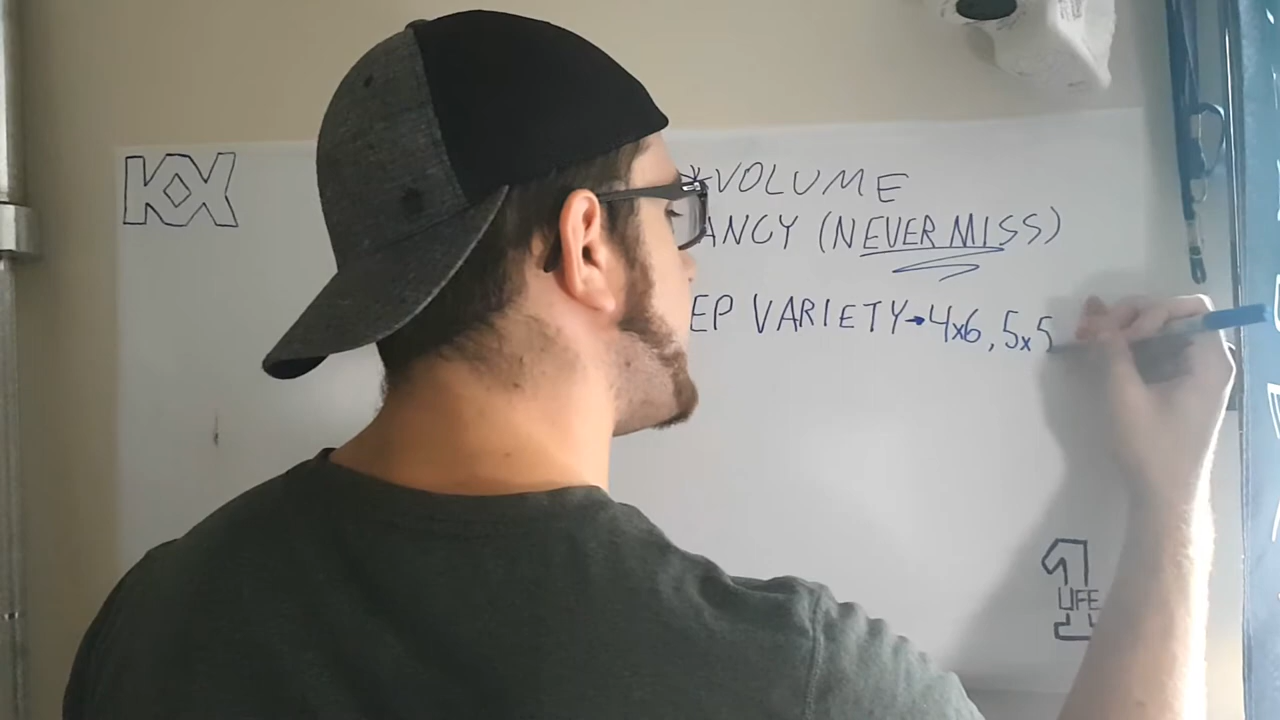 KX
*VOLUME
ANCY (NEVER MISS)
EP VARIETY→4x6, 5x5
1
LIFE